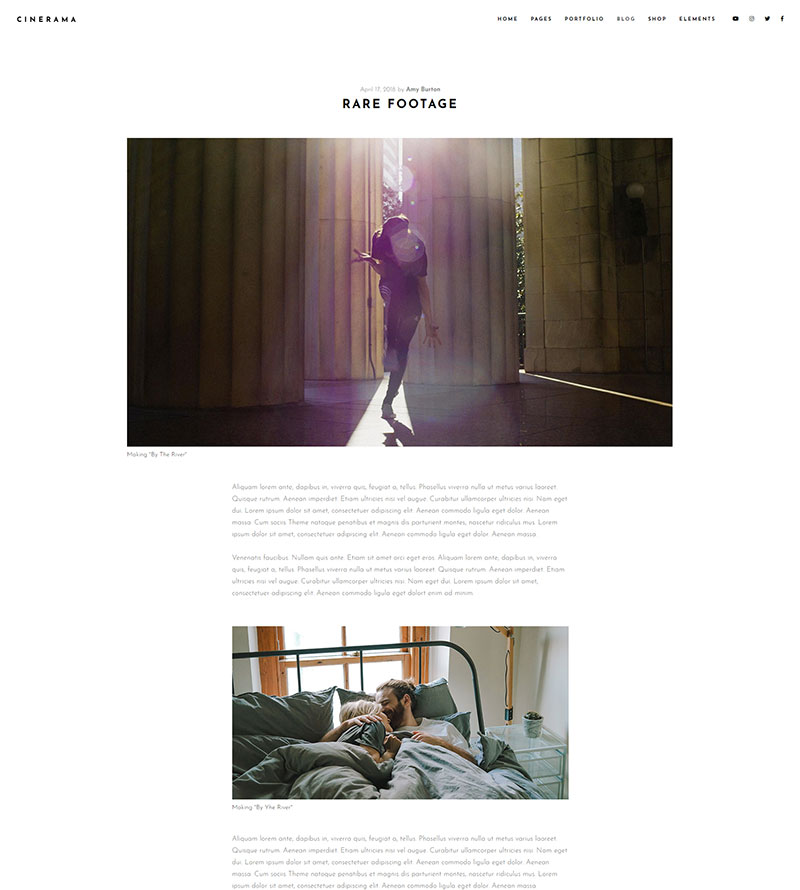 CINERAMA
HOME PAGES PORTFOLIO BLOG SHOP ELEMENTS
April 17, 2018 by Amy Burton
RARE FOOTAGE
Making "By The River"
Aliquam lorem ante, dapibus in, viverra quis, feugiat a, tellus. Phasellus viverra nulla ut metus varius laoreet.
Quisque rutrum. Aenean imperdiet. Etiam ultricies nisi vel augue. Curabitur ullamcorper ultricies nisi. Nam eget
dui. Lorem ipsum dolor sit amet, consectetuer adipiscing elit. Aenean commodo ligula eget dolor. Aenean
massa. Cum sociis Theme natoque penatibus et magnis dis parturient montes, nascetur ridiculus mus. Lorem
ipsum dolor sit amet, consectetuer adipiscing elit. Aenean commodo ligula eget dolor. Aenean massa.
Venenatis faucibus. Nullam quis ante. Etiam sit amet orci eget eros. Aliquam lorem ante, dapibus in, viverra
quis, feugiat a, tellus. Phasellus viverra nulla ut metus varius laoreet. Quisque rutrum. Aenean imperdiet. Etiam
ultricies nisi vel augue. Curabitur ullamcorper ultricies nisi. Nam eget dui. Lorem ipsum dolor sit amet,
consectetuer adipiscing elit. Aenean commodo ligula eget dolort enim ad minim.
Making "By Yhe River"
Aliquam lorem ante, dapibus in, viverra quis, feugiat a, tellus. Phasellus viverra nulla ut metus varius laoreet.
Quisque rutrum. Aenean imperdiet. Etiam ultricies nisi vel augue. Curabitur ullamcorper ultricies nisi. Nam eget
dui. Lorem ipsum dolor sit amet, consectetuer adipiscing elit. Aenean commodo ligula eget dolor. Aenean
massa. Cum sociis Theme natoque penatibus et magnis dis parturient montes, nascetur ridiculus mus. Lorem
ipsum dolor sit amet, consectetuer adipiscing elit. Aenean commodo ligula eget dolor. Aenean massa.